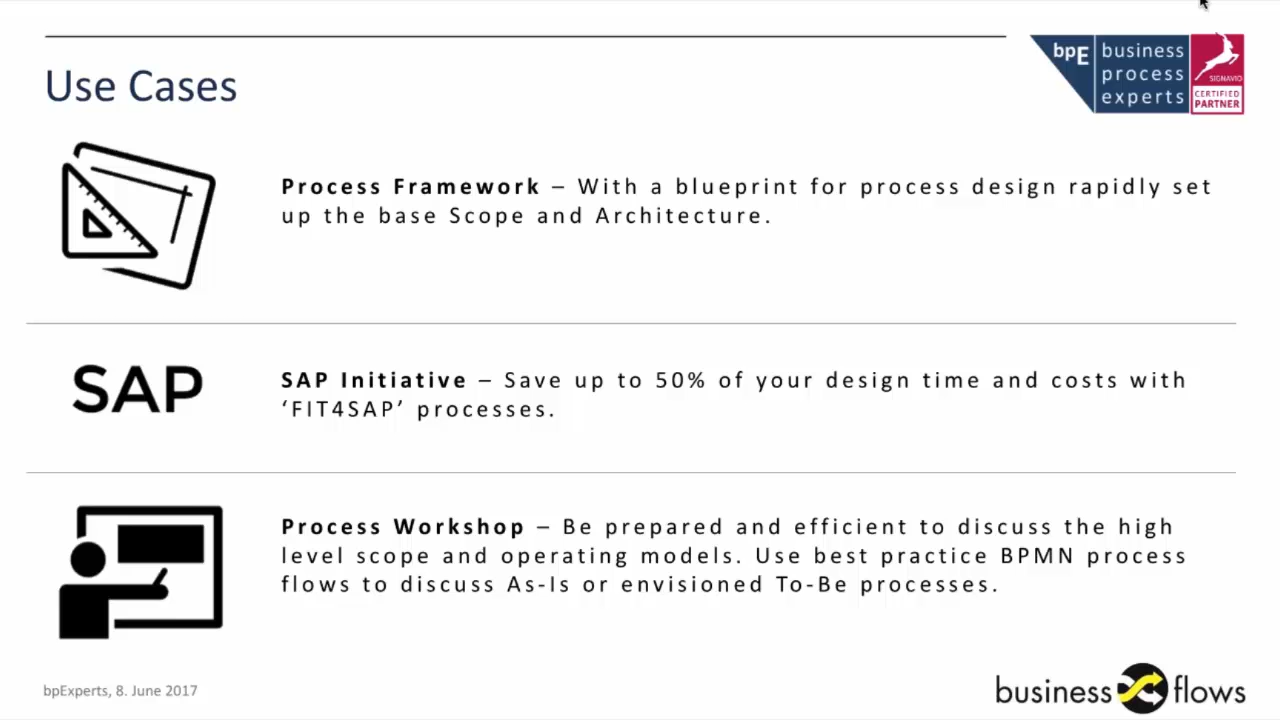 Use Cases
bpE business process experts
SIGNAVIO
CERTIFIED
PARTNER
Process Framework – With a blueprint for process design rapidly set
up the base Scope and Architecture.
SAP
SAP Initiative – Save up to 50% of your design time and costs with
‘FIT4SAP’ processes.
Process Workshop – Be prepared and efficient to discuss the high
level scope and operating models. Use best practice BPMN process
flows to discuss As-Is or envisioned To-Be processes.
bpExperts, 8. June 2017
business flows